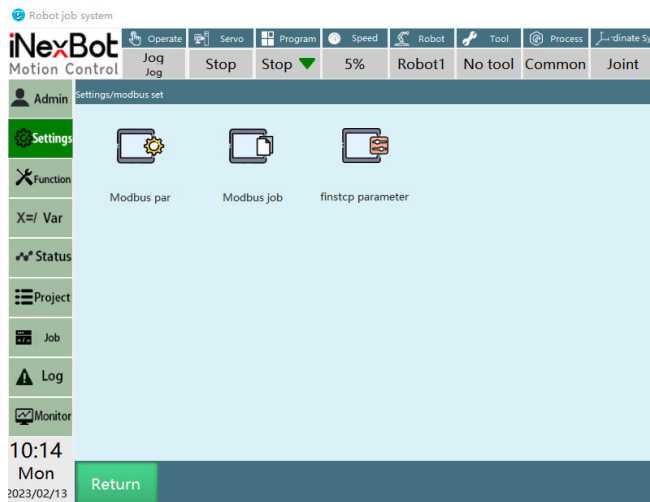 Robot job system
iNexBot
Motion Control
Operate Servo Program Speed Robot Tool Process
Jog
Jog
Stop Stop 5% Robot1 No tool Common Joint
Admin
Settings/modbus set
Settings
Function
X=/ Var
Status
Project
Job
Log
Monitor
Modbus par Modbus job finstcp parameter
10:14
Mon
2023/02/13
Return